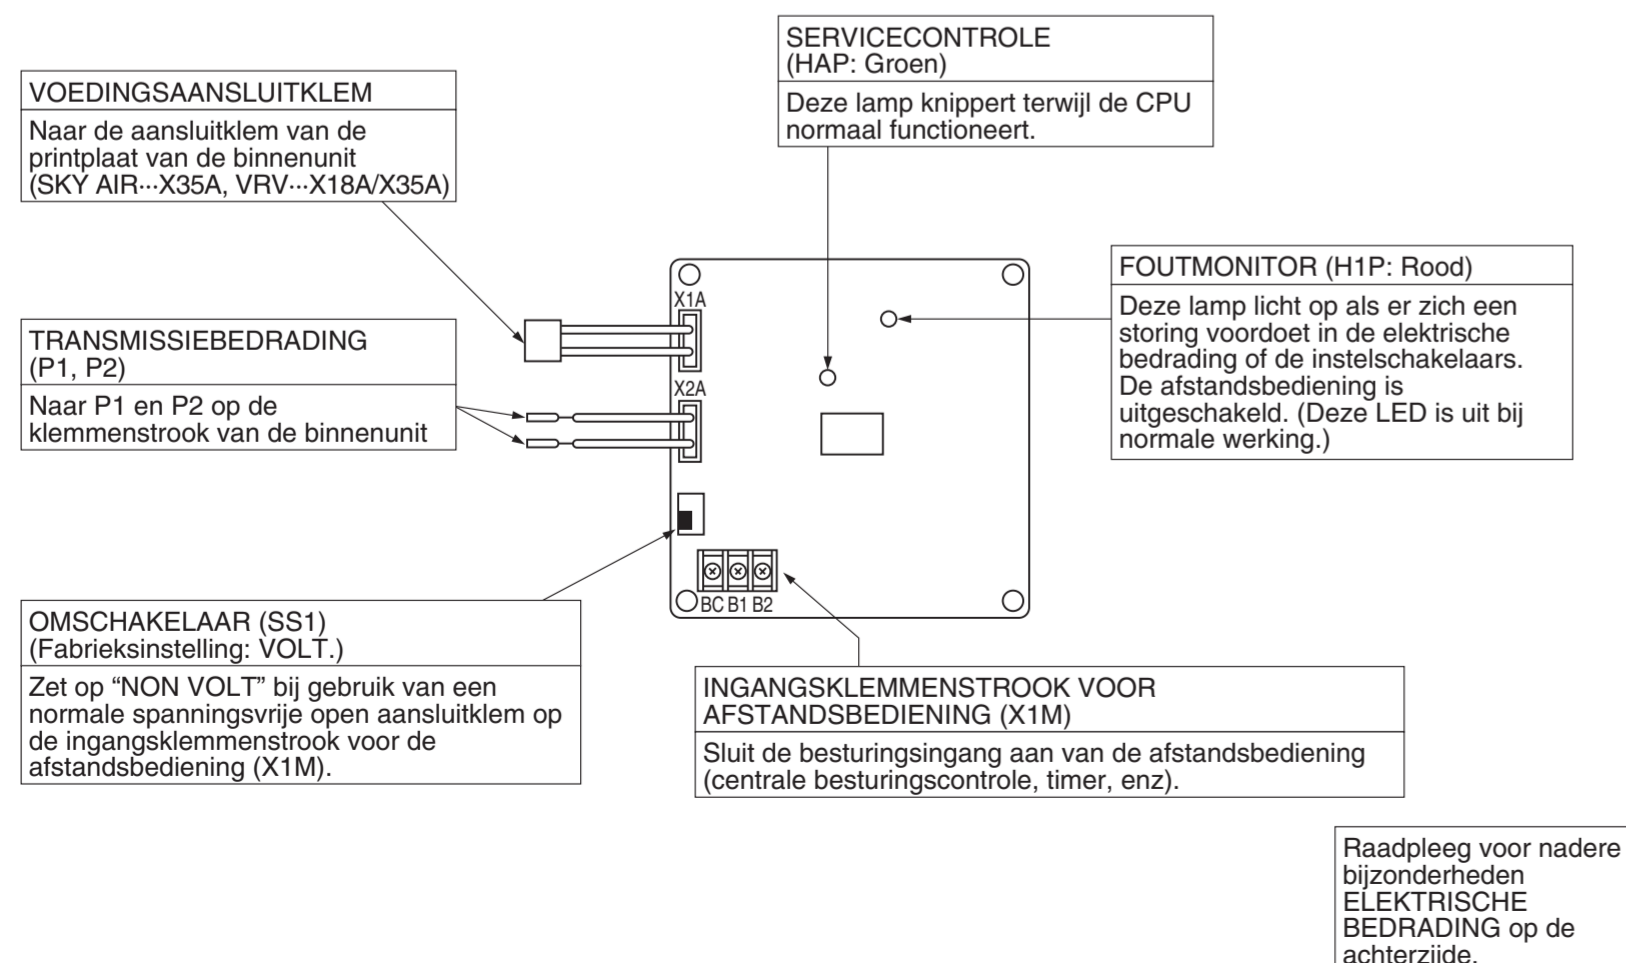 SERVICECONTROLE
(HAP: Groen)
Deze lamp knippert terwijl de CPU
normaal functioneert.
VOEDINGSAANSLUITKLEM
Naar de aansluitklem van de
printplaat van de binnenunit
(SKY AIR···X35A, VRV···X18A/X35A)
FOUTMONITOR (H1P: Rood)
Deze lamp licht op als er zich een
storing voordoet in de elektrische
bedrading of de instelschakelaars.
De afstandsbediening is
uitgeschakeld. (Deze LED is uit bij
normale werking.)
TRANSMISSIEBEDRADING
(P1, P2)
Naar P1 en P2 op de
klemmenstrook van de binnenunit
X1A
X2A
BC B1 B2
OMSCHAKELAAR (SS1)
(Fabrieksinstelling: VOLT.)
Zet op “NON VOLT” bij gebruik van een
normale spanningsvrije open aansluitklem op
de ingangsklemmenstrook voor de
afstandsbediening (X1M).
INGANGSKLEMMENSTROOK VOOR
AFSTANDSBEDIENING (X1M)
Sluit de besturingsingang aan van de afstandsbediening
(centrale besturingscontrole, timer, enz).
Raadpleeg voor nadere
bijzonderheden
ELEKTRISCHE
BEDRADING op de
achterzijde.